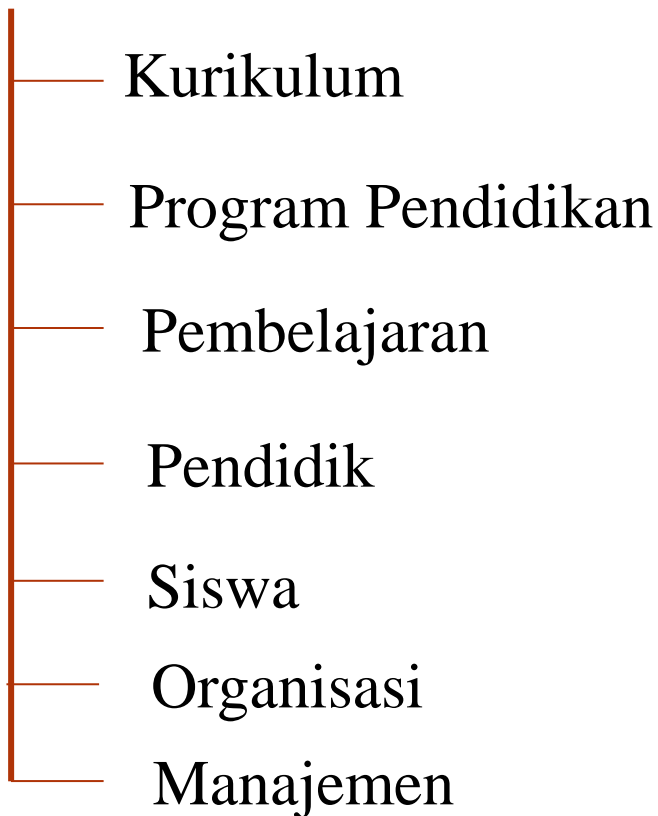 Kurikulum
Program Pendidikan
Pembelajaran
Pendidik
Siswa
Organisasi
Manajemen